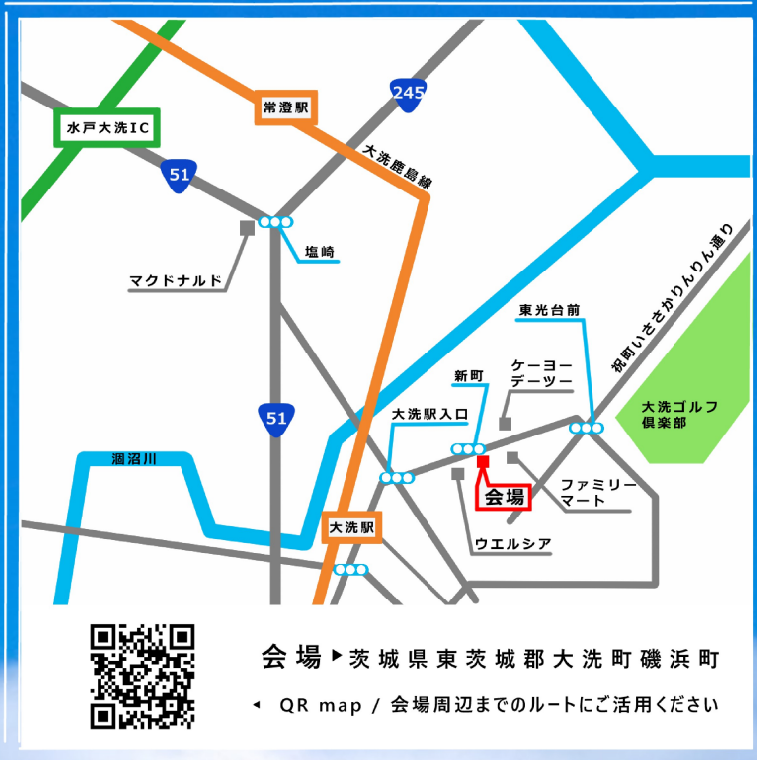 245
常澄駅
水戸大洗IC
大洗鹿島線
51
塩崎
マクドナルド
祝町いささかりんりん通り
東光台前
ケーヨー
デーツー
新町
大洗ゴルフ
倶楽部
大洗駅入口
51
涸沼川
ファミリー
マート
会場
大洗駅
ウエルシア
会場▶茨城県東茨城郡大洗町磯浜町
◀ QR map / 会場周辺までのルートにご活用ください